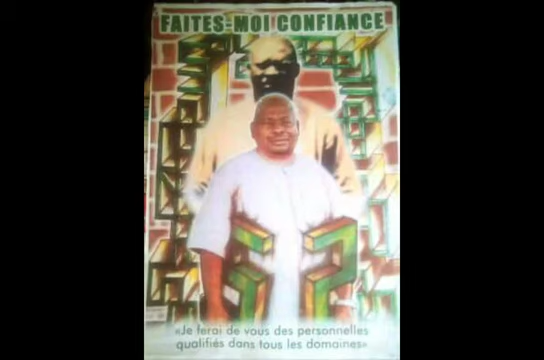 FAITES-MOI CONFIANCE
«Je ferai de vous des personnelles
qualifiés dans tous les domaines»